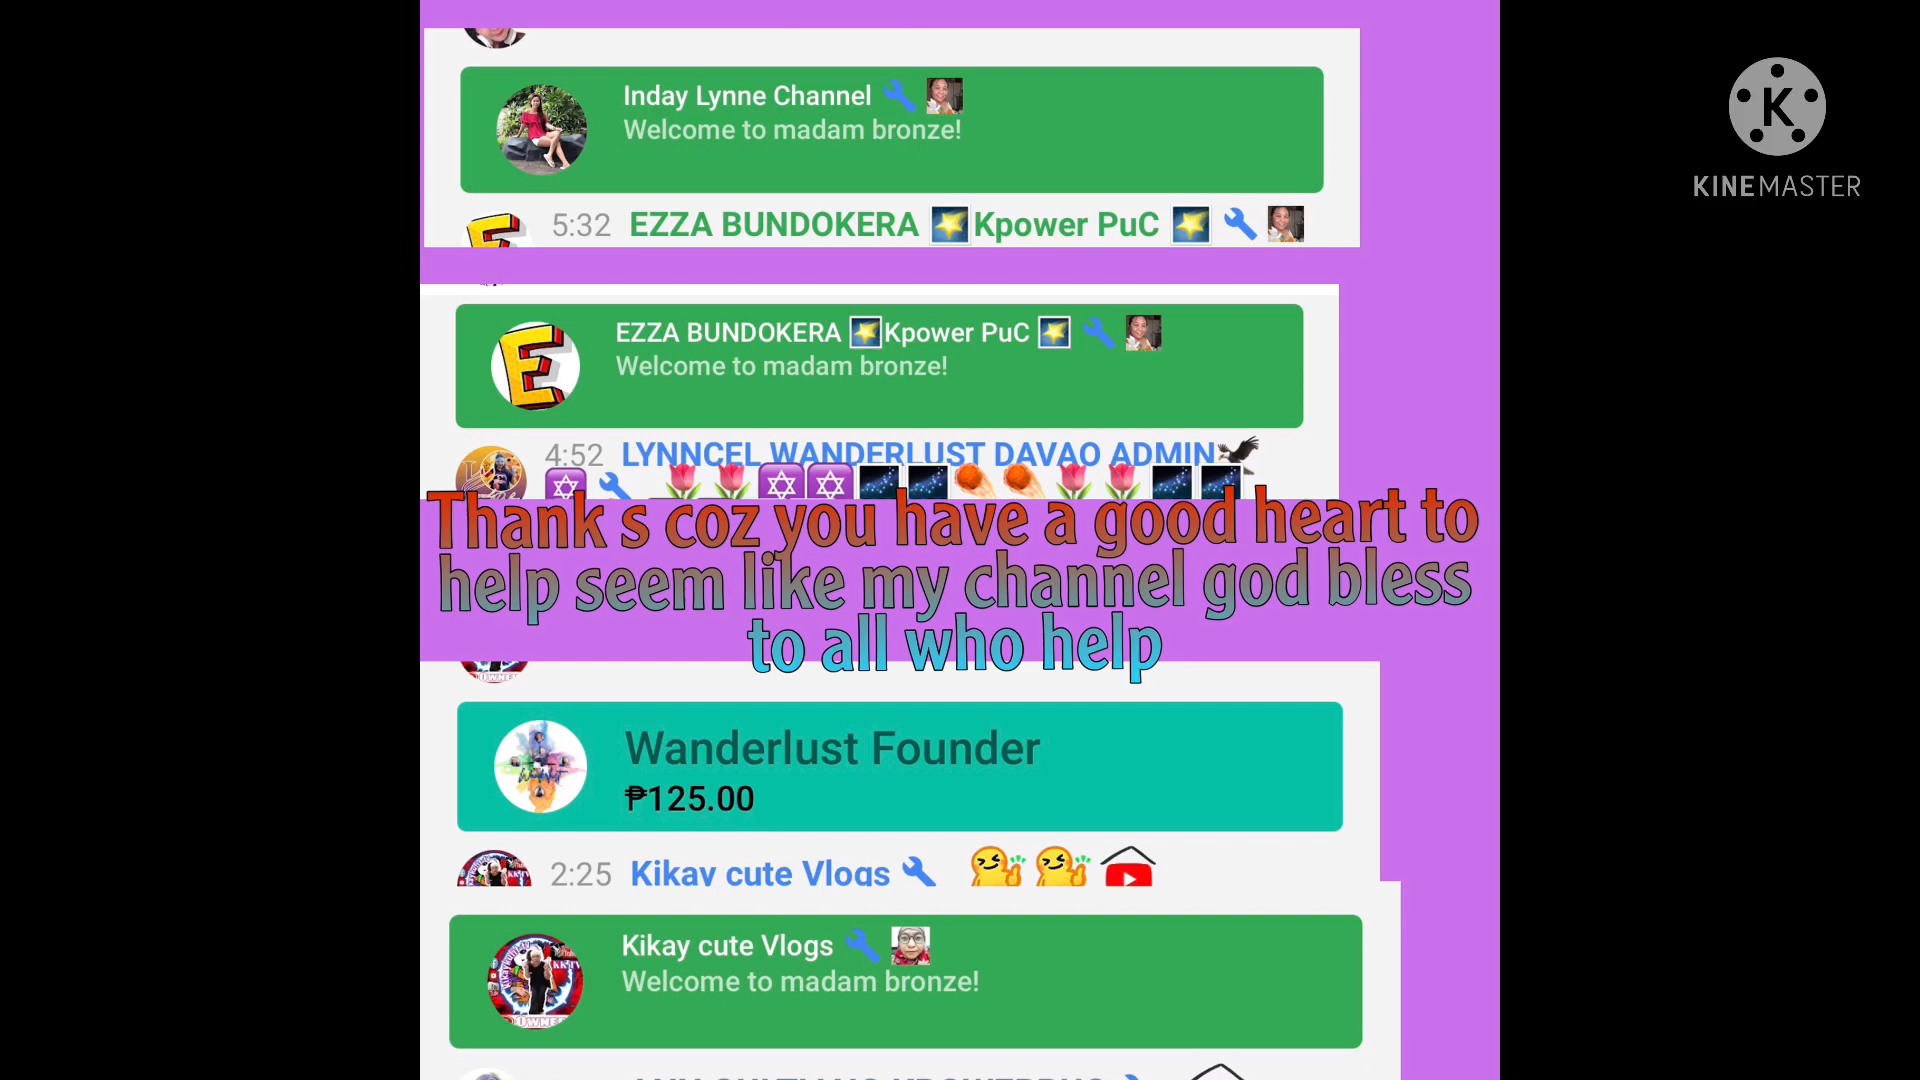 Inday Lynne Channel
Welcome to madam bronze!
5:32 EZZA BUNDOKERA Kpower PuC
EZZA BUNDOKERA Kpower PuC
Welcome to madam bronze!
4:52 LYNNCEL WANDERLUST DAVAO ADMIN
Thank s coz you have a good heart to
help seem like my channel god bless
to all who help
Wanderlust Founder
₱125.00
2:25 Kikay cute Vlogs
Kikay cute Vlogs
Welcome to madam bronze!
KINEMASTER